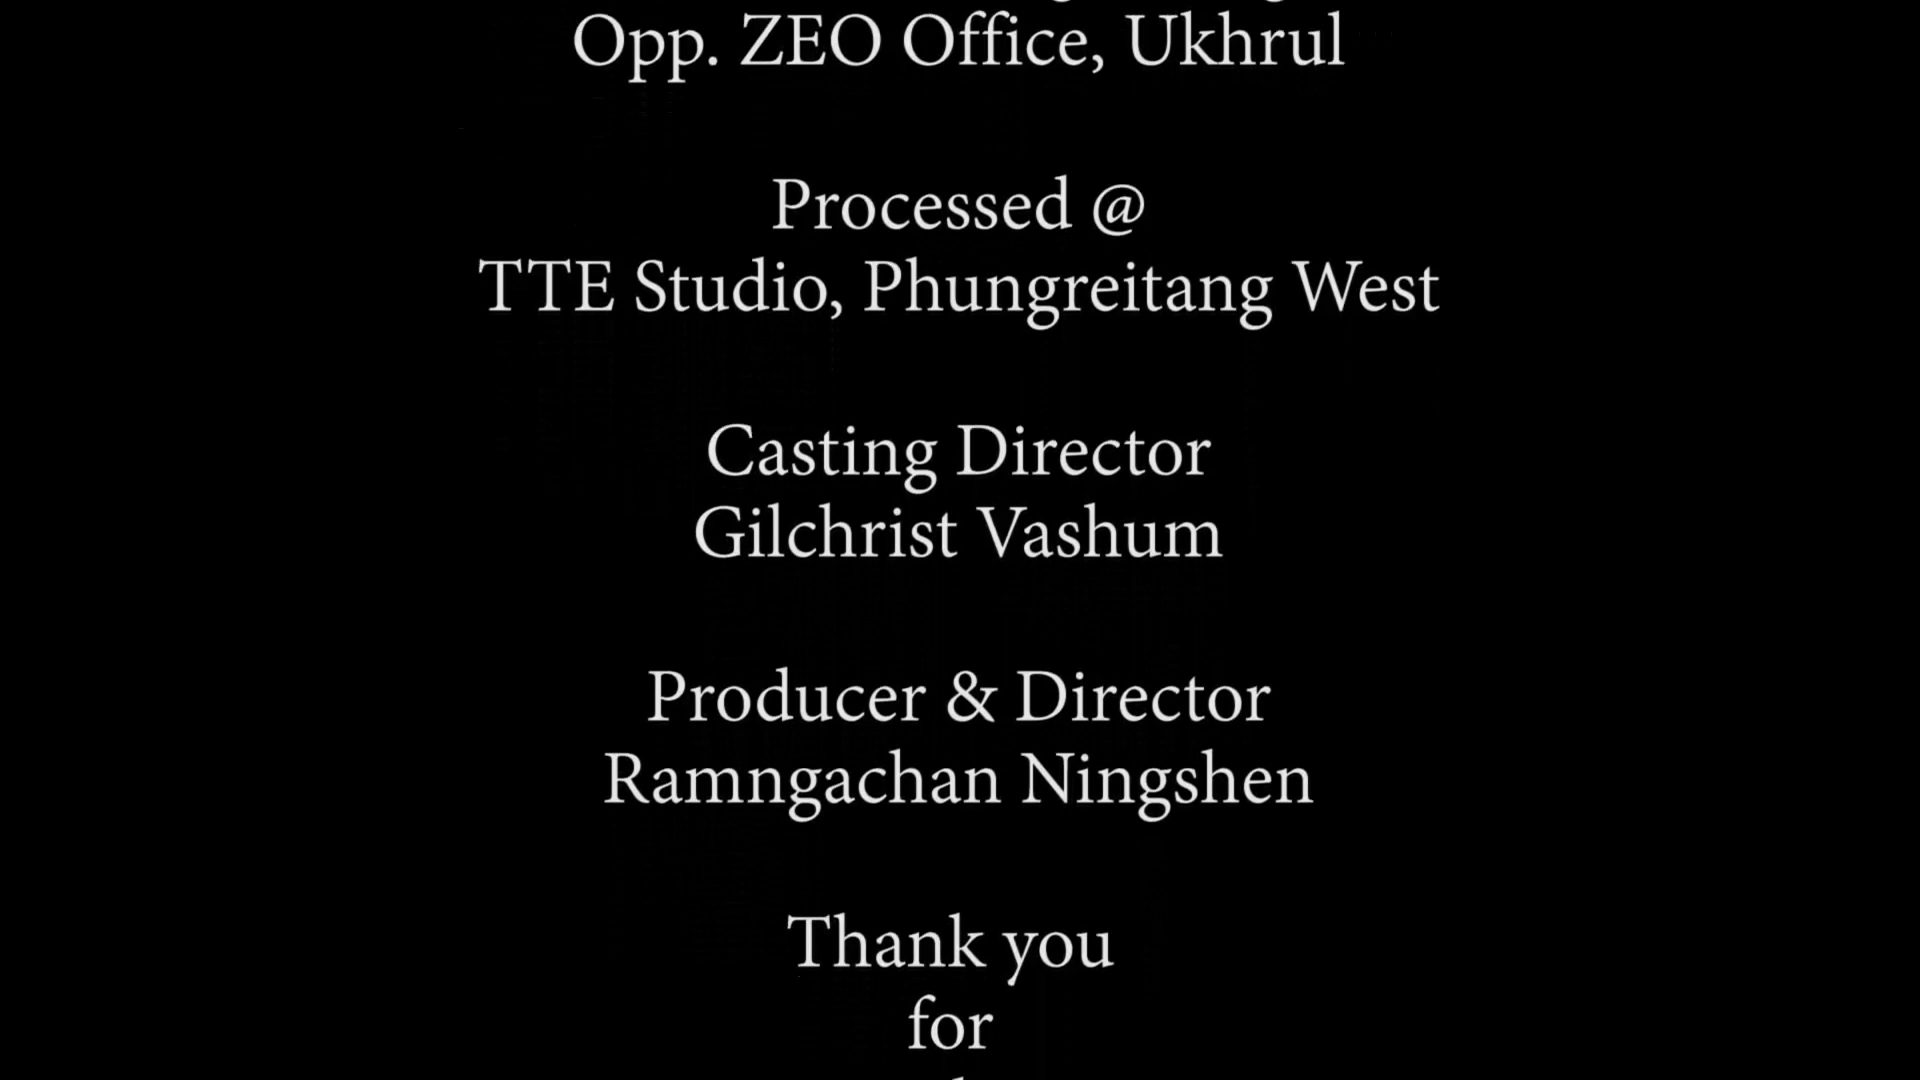 Opp. ZEO Office, Ukhrul
Processed @
TTE Studio, Phungreitang West
Casting Director
Gilchrist Vashum
Producer & Director
Ramngachan Ningshen
Thank you
for